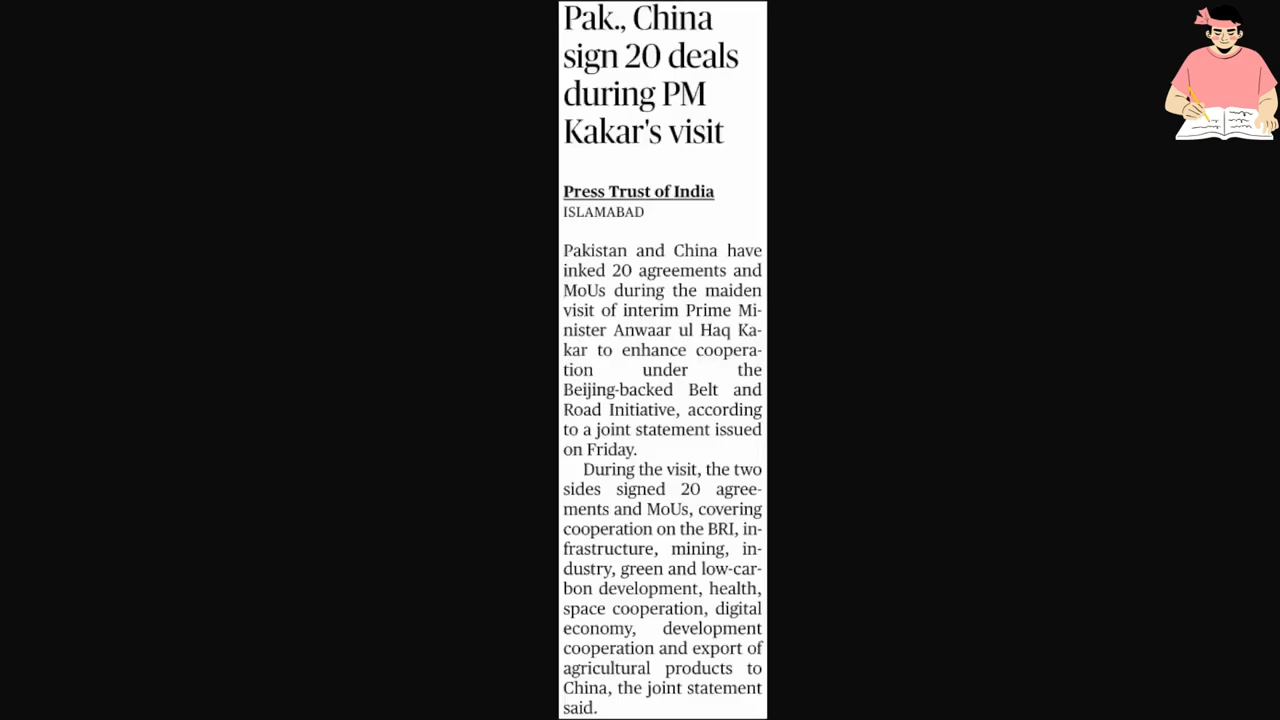 Pak., China
sign 20 deals
during PM
Kakar's visit
Press Trust of India
ISLAMABAD
Pakistan and China have
inked 20 agreements and
MoUs during the maiden
visit of interim Prime Mi-
nister Anwaar ul Haq Ka-
kar to enhance coopera-
tion under the
Beijing-backed Belt and
Road Initiative, according
to a joint statement issued
on Friday.
During the visit, the two
sides signed 20 agree-
ments and MoUs, covering
cooperation on the BRI, in-
frastructure, mining, in-
dustry, green and low-car-
bon development, health,
space cooperation, digital
economy, development
cooperation and export of
agricultural products to
China, the joint statement
said.